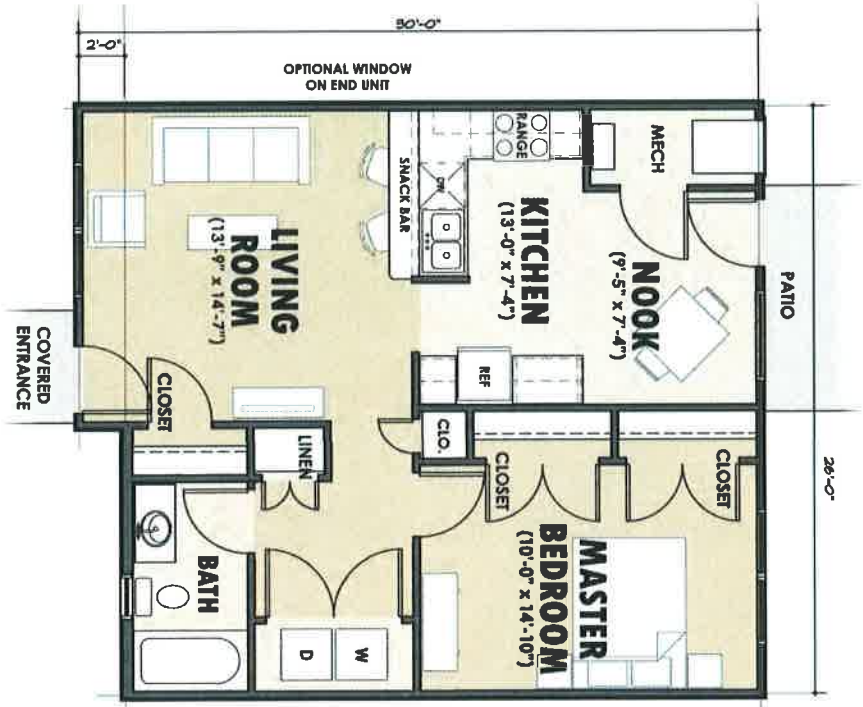 30'-0"
2'-0"
OPTIONAL WINDOW
ON END UNIT
RANGE
MECH
SNACK BAR
DW
KITCHEN
(13'-0" x 7'-4")
NOOK
(9'-5" x 7'-4")
PATIO
LIVING
ROOM
(13'-9" x 14'-7")
COVERED
ENTRANCE
CLOSET
REF
LINEN
CLO.
CLOSET
CLOSET
26'-0"
BATH
MASTER
BEDROOM
(10'-0" x 14'-10")
D
W